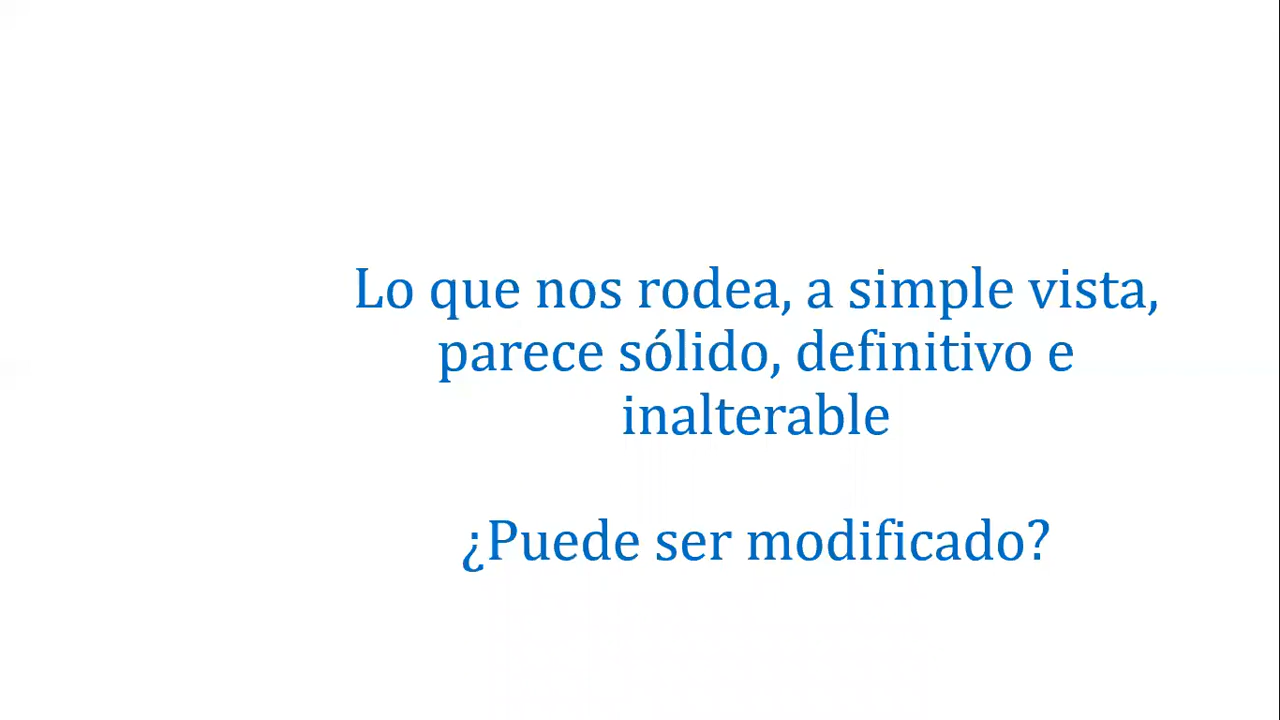 Lo que nos rodea, a simple vista,
parece sólido, definitivo e
inalterable
¿Puede ser modificado?